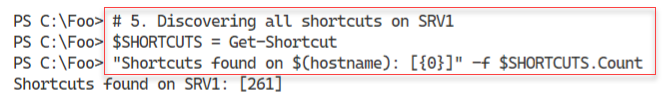 PS C:\Foo> # 5. Discovering all shortcuts on SRV1
PS C:\Foo> $SHORTCUTS = Get-Shortcut
PS C:\Foo> "Shortcuts found on $(hostname): [{0}]" -f $SHORTCUTS.Count
Shortcuts found on SRV1: [261]